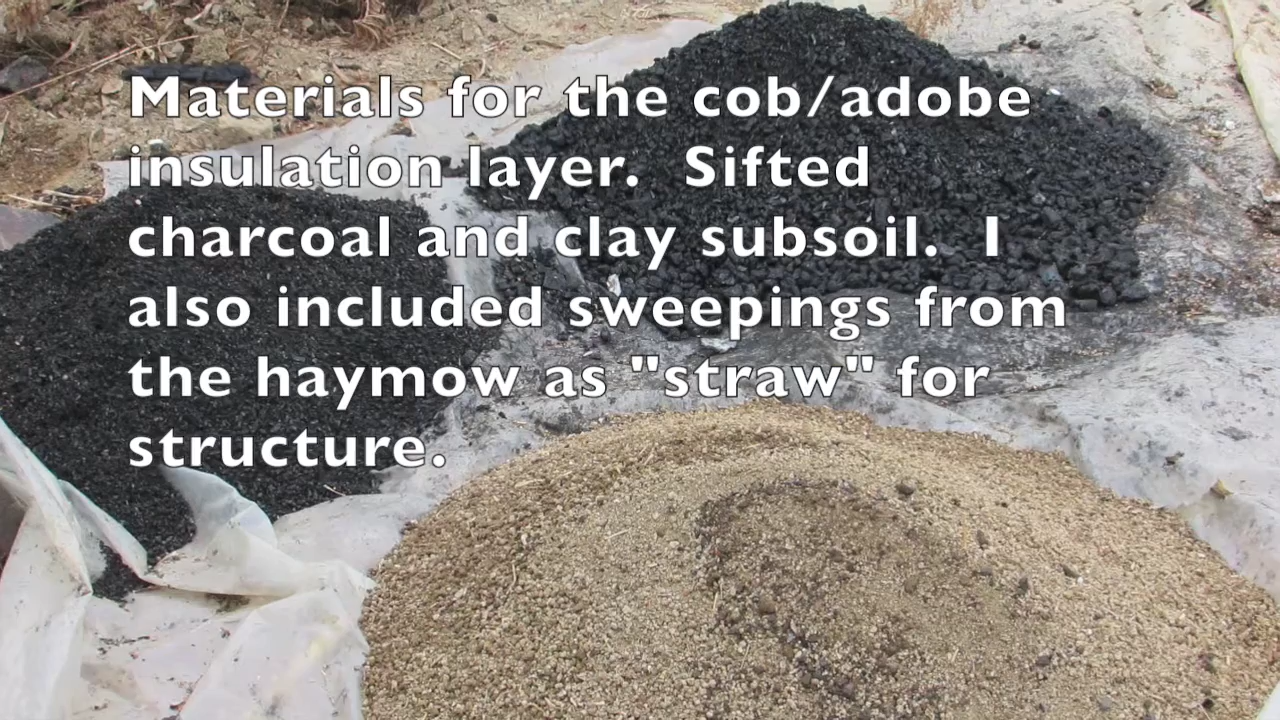 Materials for the cob/adobe
insulation layer.  Sifted
charcoal and clay subsoil.  I
also included sweepings from
the haymow as "straw" for
structure.